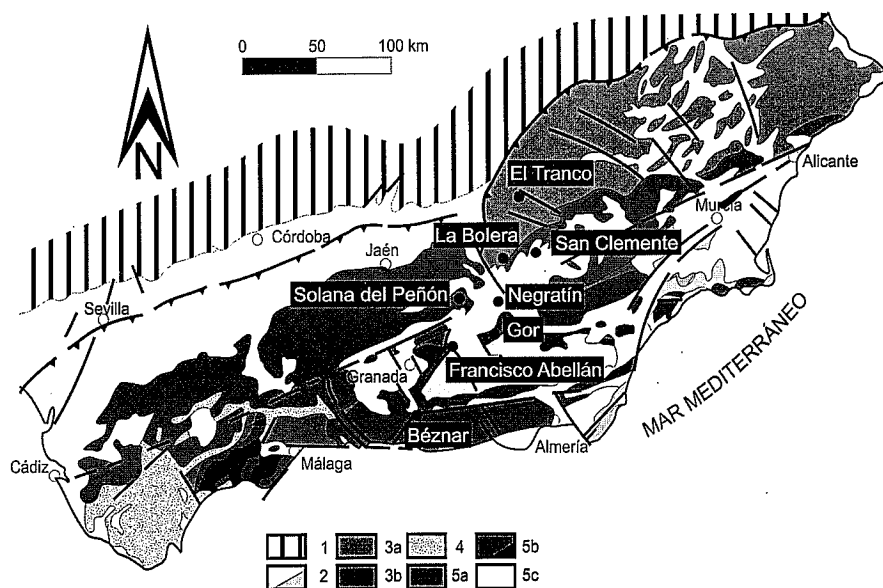 0 50 100 km
N
El Tranco
Alicante
Murcia
La Bolera
San Clemente
Córdoba
Jaén
Sevilla
Solana del Peñón
Negratín
Gor
Granada
Francisco Abellán
MAR MEDITERRÁNEO
Béznar
Almería
Cádiz
Málaga
1 3a 4 5b
2 3b 5a 5c